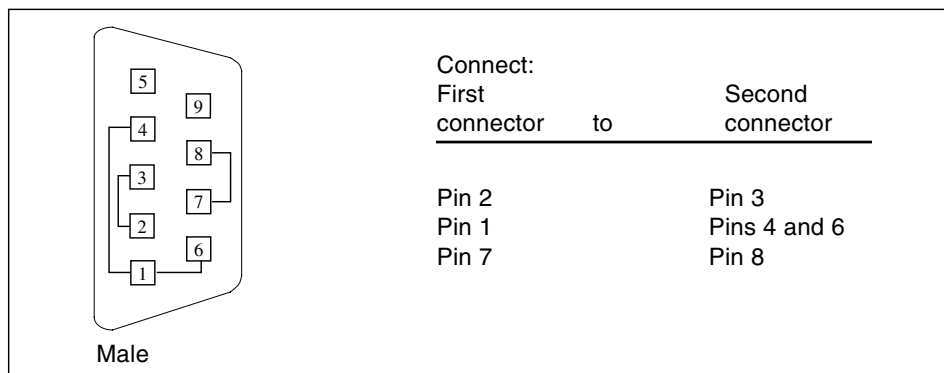 5
9
4
8
3
7
2
6
1
Male
Connect:
First Second
connector to connector
Pin 2 Pin 3
Pin 1 Pins 4 and 6
Pin 7 Pin 8